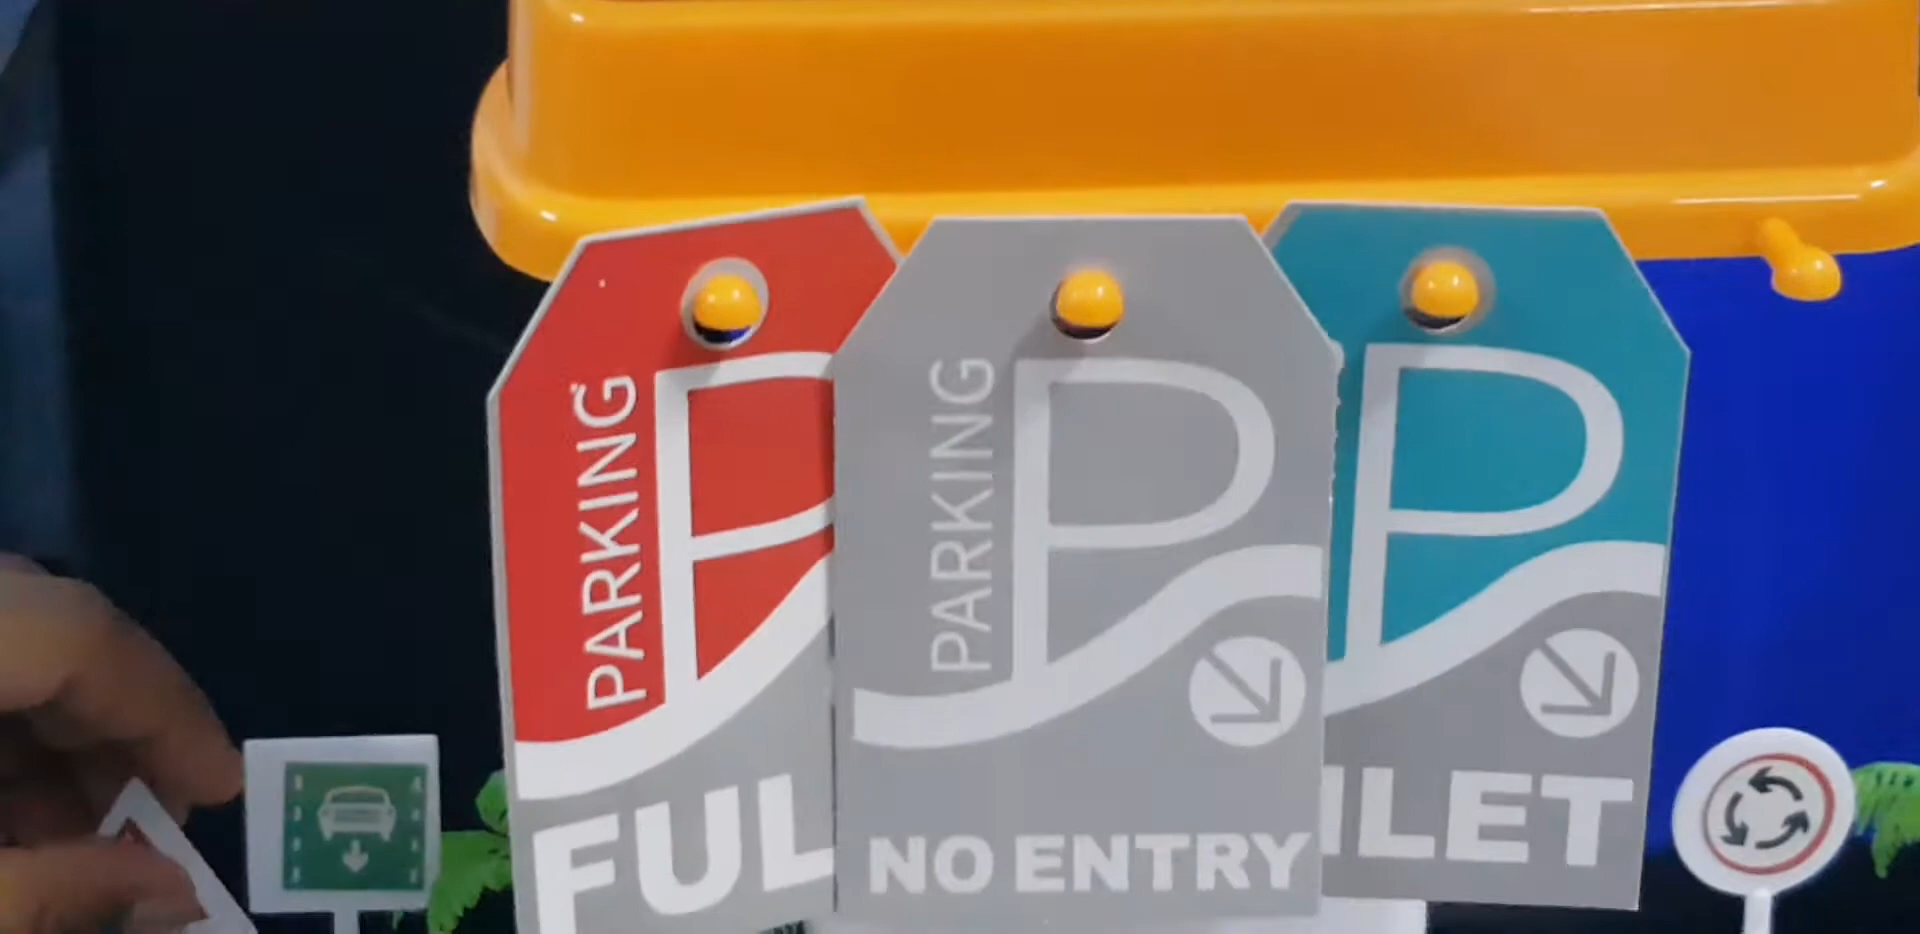 PARKING
P
FUL
PARKING
P
NO ENTRY
P
ILET